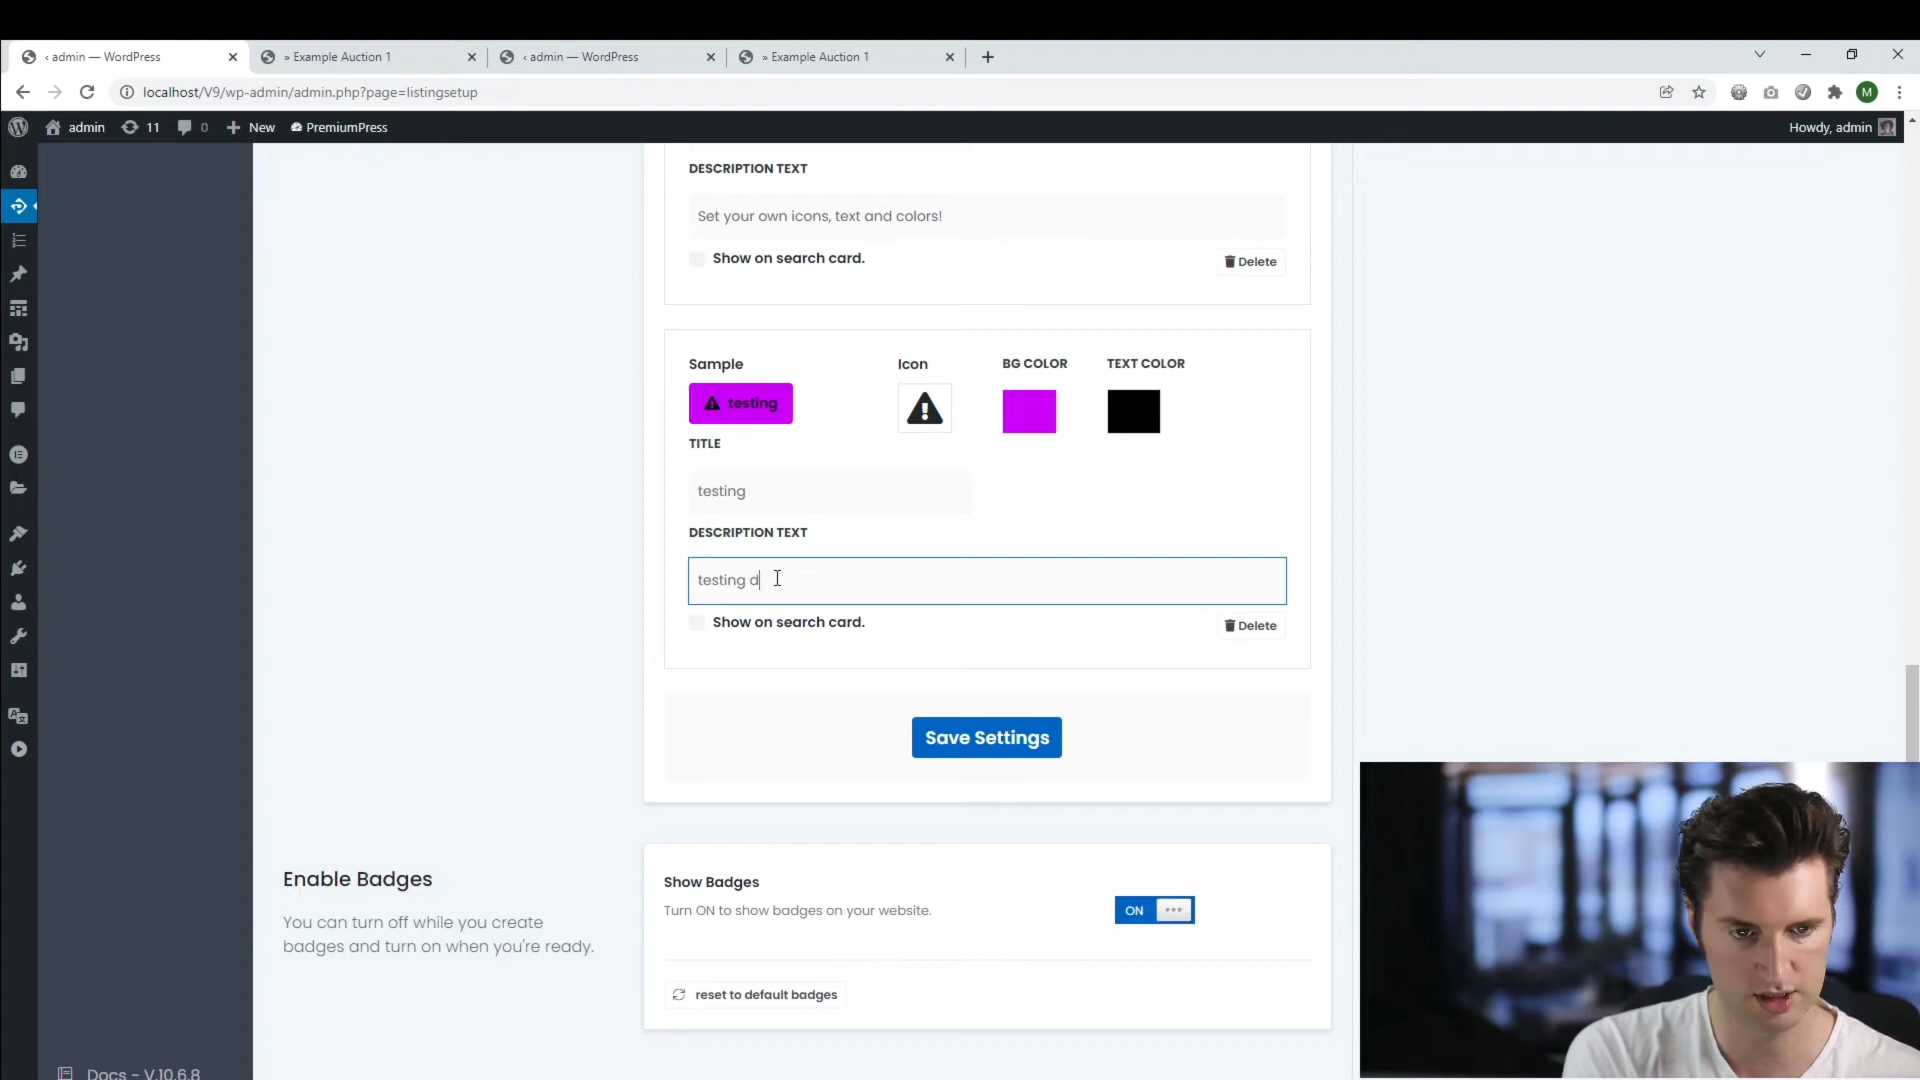 ‹ admin — WordPress
» Example Auction 1
‹ admin — WordPress
» Example Auction 1
localhost/V9/wp-admin/admin.php?page=listingsetup
M
admin
11
0
New
PremiumPress
Howdy, admin
DESCRIPTION TEXT
Set your own icons, text and colors!
Show on search card.
Delete
Sample
Icon
BG COLOR
TEXT COLOR
testing
TITLE
testing
DESCRIPTION TEXT
testing d
Show on search card.
Delete
Save Settings
Enable Badges
You can turn off while you create
badges and turn on when you're ready.
Show Badges
Turn ON to show badges on your website.
ON
reset to default badges
Docs - V.10.6.8